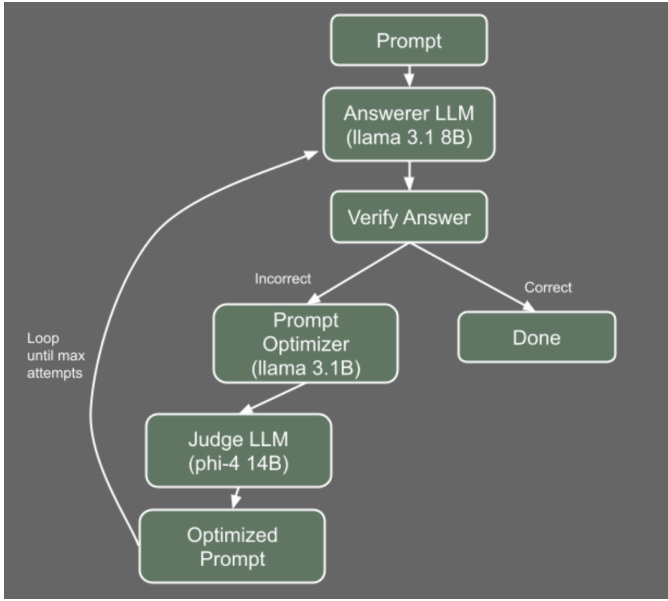 Prompt
Answerer LLM
(llama 3.1 8B)
Verify Answer
Incorrect
Correct
Prompt
Optimizer
(llama 3.1B)
Done
Loop
until max
attempts
Judge LLM
(phi-4 14B)
Optimized
Prompt